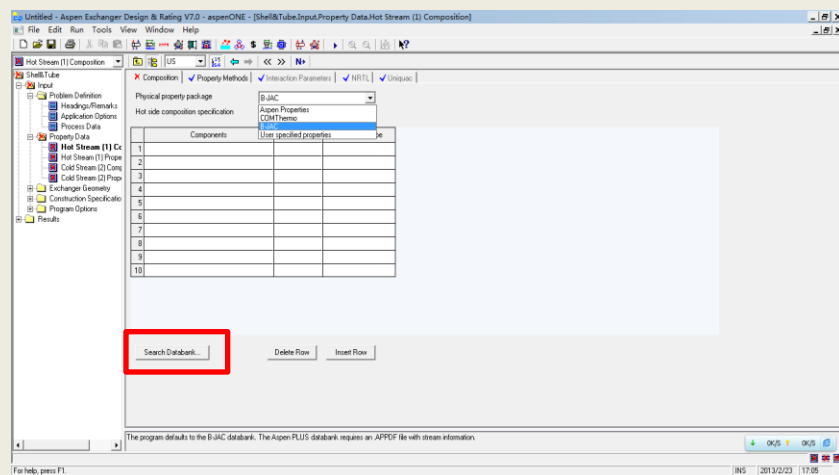 Untitled - Aspen Exchanger Design & Rating V7.0 - aspenONE - [Shell&Tube.Input.Property Data.Hot Stream (1) Composition]
File Edit Run Tools View Window Help
Hot Stream (1) Composition US
Shell&Tube
Input
Problem Definition
Headings/Remarks
Application Options
Process Data
Property Data
Hot Stream (1) Cc
Hot Stream (1) Prope
Cold Stream (2) Comp
Cold Stream (2) Prop
Exchanger Geometry
Construction Specificatio
Program Options
Results
Composition Property Methods Interaction Parameters NRTL Uniquac
Physical property package B-JAC
Hot side composition specification
Aspen Properties
COMThermo
B-JAC
User specified properties
Components
1
2
3
4
5
6
7
8
9
10
Search Databank... Delete Row Insert Row
The program defaults to the B-JAC databank. The Aspen PLUS databank requires an .APPDF file with stream information.
0K/S 0K/S
For help, press F1. INS 2013/2/23 17:05